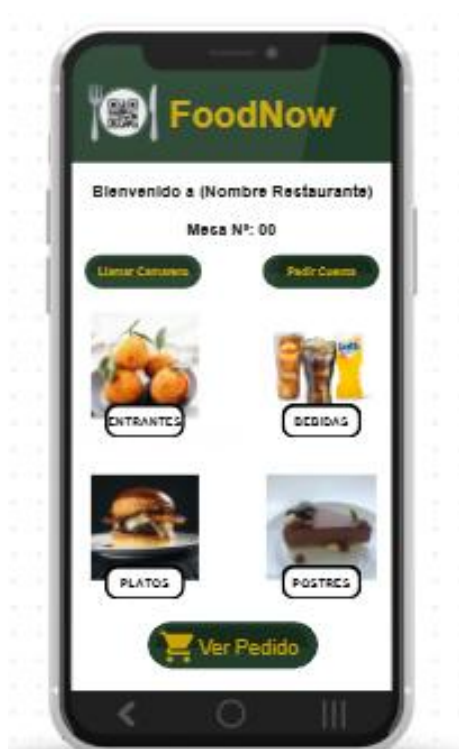 FoodNow
Bienvenido a (Nombre Restaurante)
Mesa Nº: 00
Llamar Camarero Pedir Cuenta
ENTRANTES BEBIDAS
PLATOS POSTRES
Ver Pedido